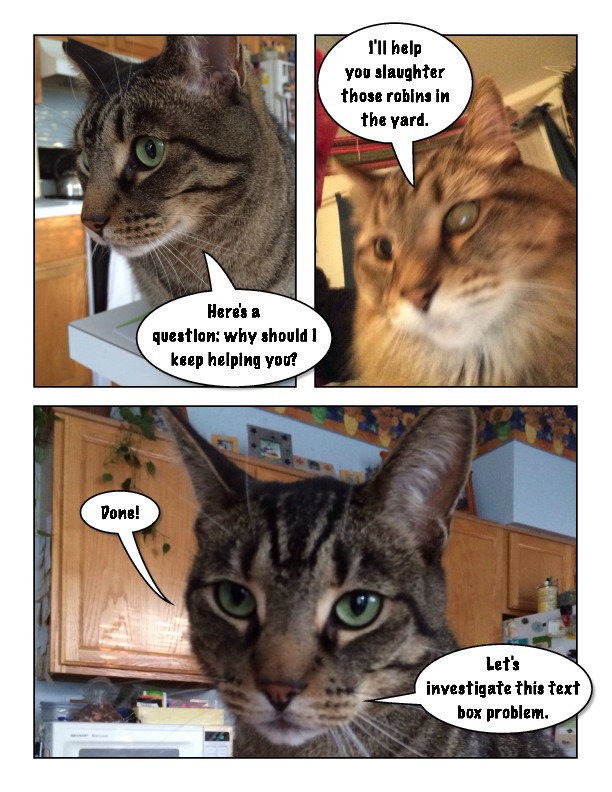 Here's a
question: why should I
keep helping you?
I'll help
you slaughter
those robins in
the yard.
Done!
Let's
investigate this text
box problem.